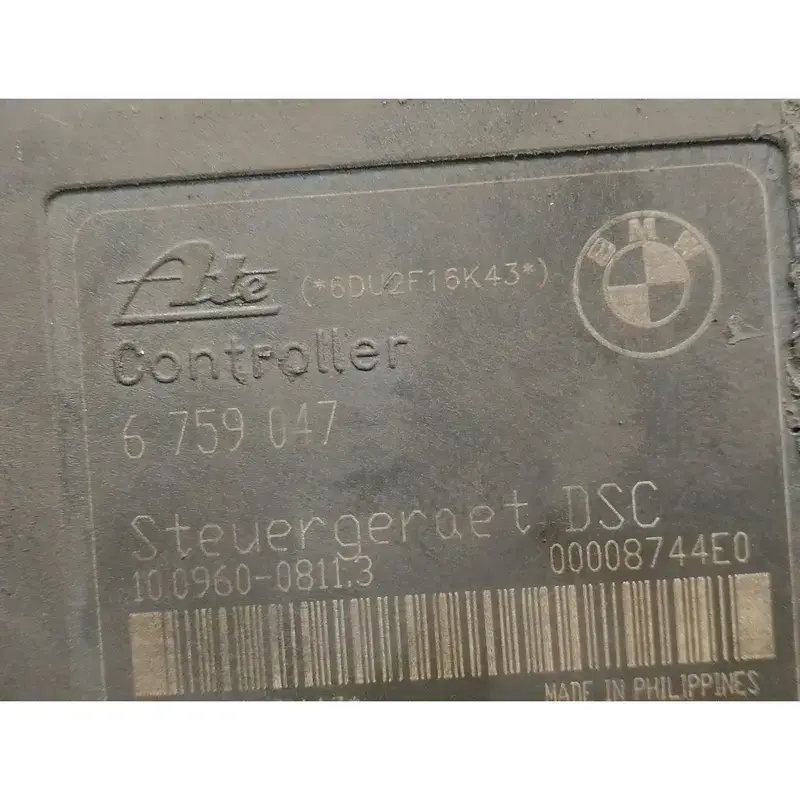 Ate (*6DU2F16K43*) BMW
Controller
6 759 047
Steuergeraet DSC
10.0960-0811.3 00008744E0
MADE IN PHILIPPINES